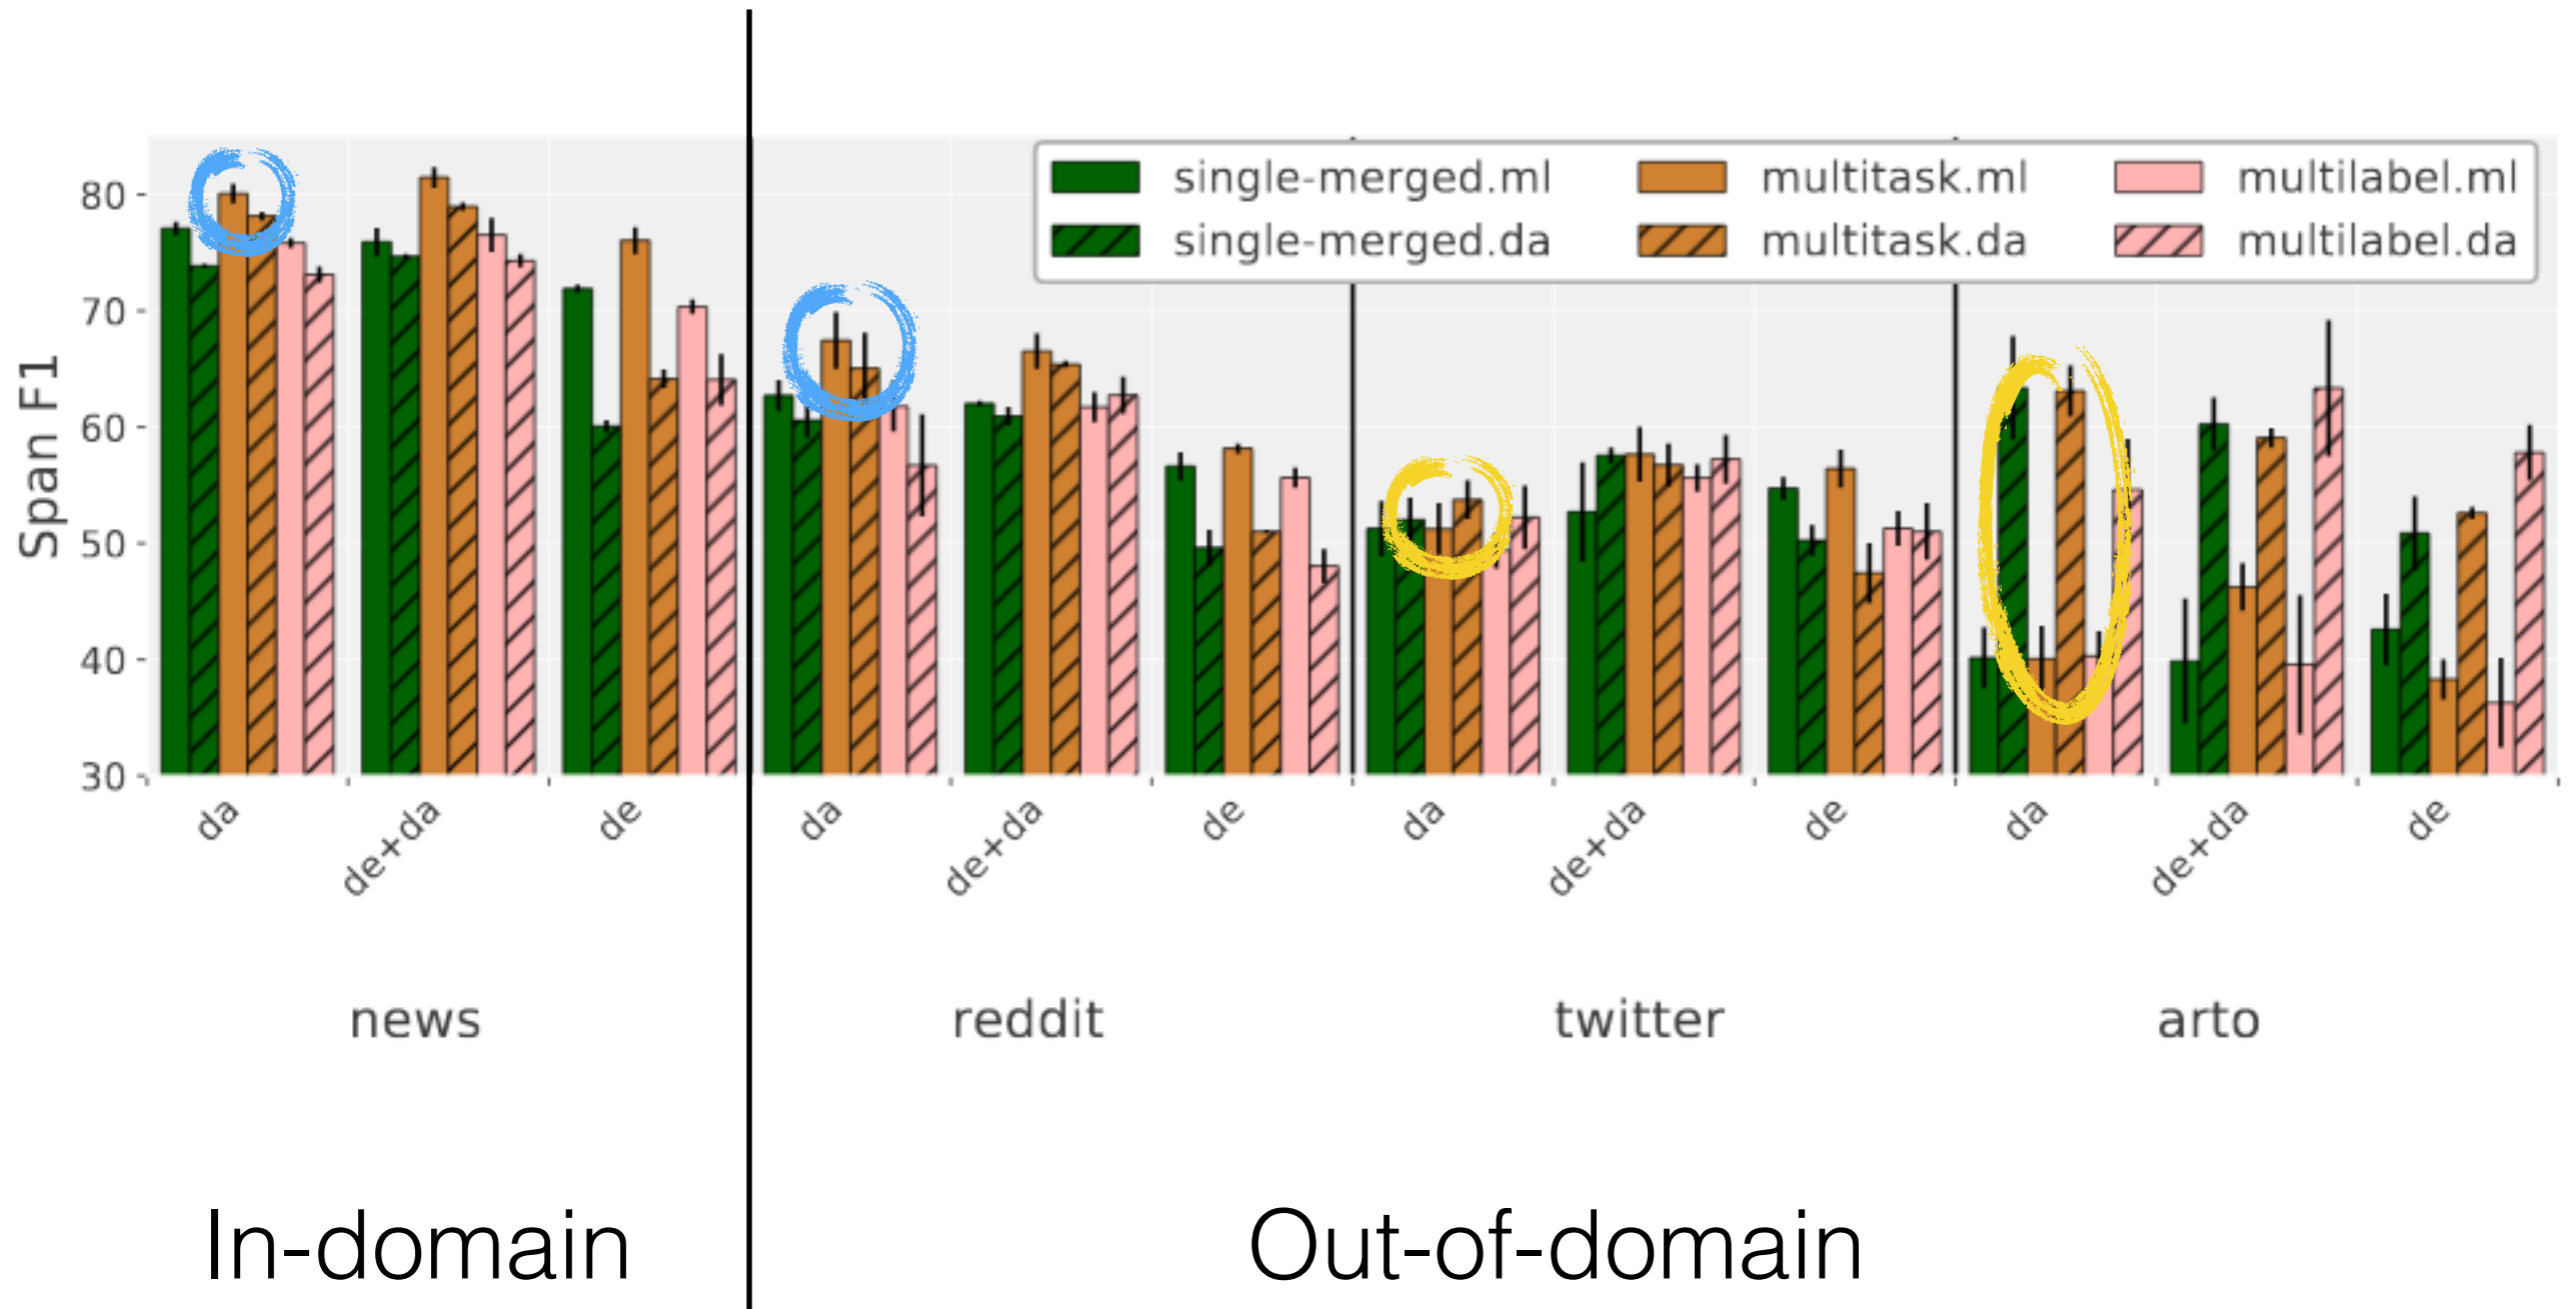 single-merged.ml multitask.ml multilabel.ml
single-merged.da multitask.da multilabel.da
Span F1
80
70
60
50
40
30
da de+da de da de+da de da de+da de da de+da de
news reddit twitter arto
In-domain Out-of-domain